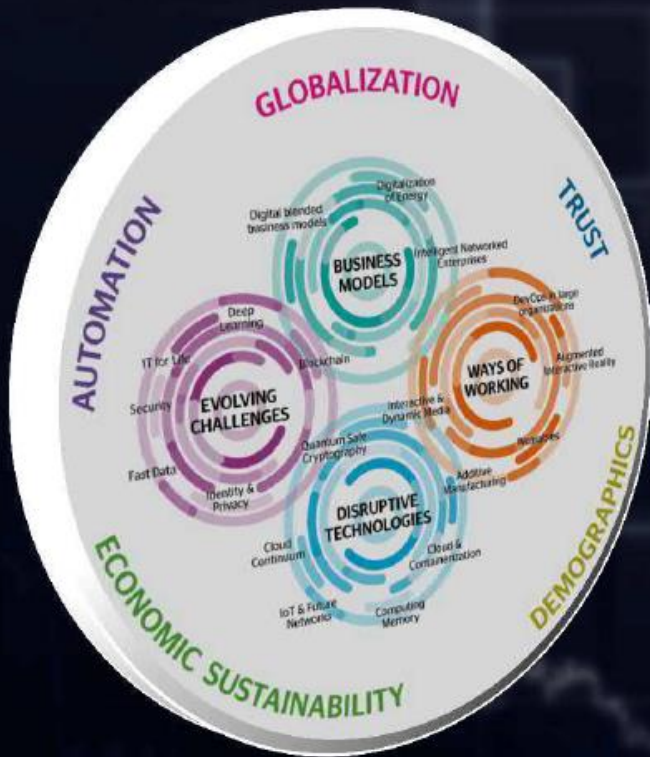 GLOBALIZATION
AUTOMATION
TRUST
DEMOGRAPHICS
ECONOMIC SUSTAINABILITY
BUSINESS
MODELS
Digitalization
of Energy
Digital blended
business models
Intelligent Networked
Enterprises
WAYS OF
WORKING
DevOps in large
organizations
Augmented
Interactive Reality
Interactive &
Dynamic Media
Wearables
Additive
Manufacturing
EVOLVING
CHALLENGES
Deep
Learning
IT for Life
Blockchain
Security
Fast Data
Identity &
Privacy
Quantum Safe
Cryptography
DISRUPTIVE
TECHNOLOGIES
Cloud
Continuum
Cloud &
Containerization
IoT & Future
Networks
Computing
Memory